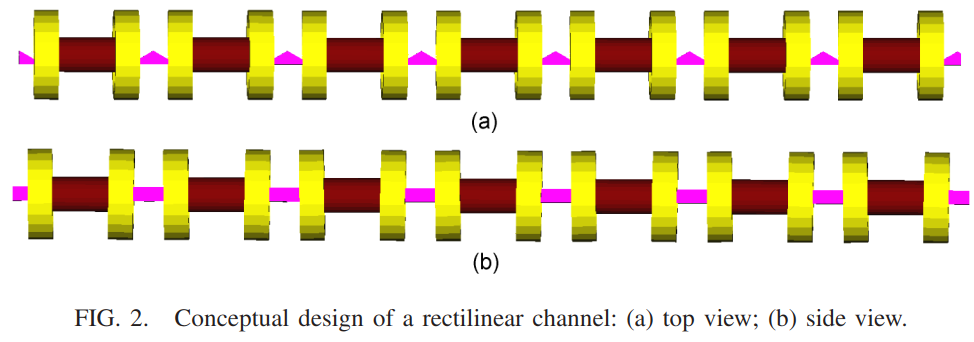 (a)
(b)
FIG. 2. Conceptual design of a rectilinear channel: (a) top view; (b) side view.